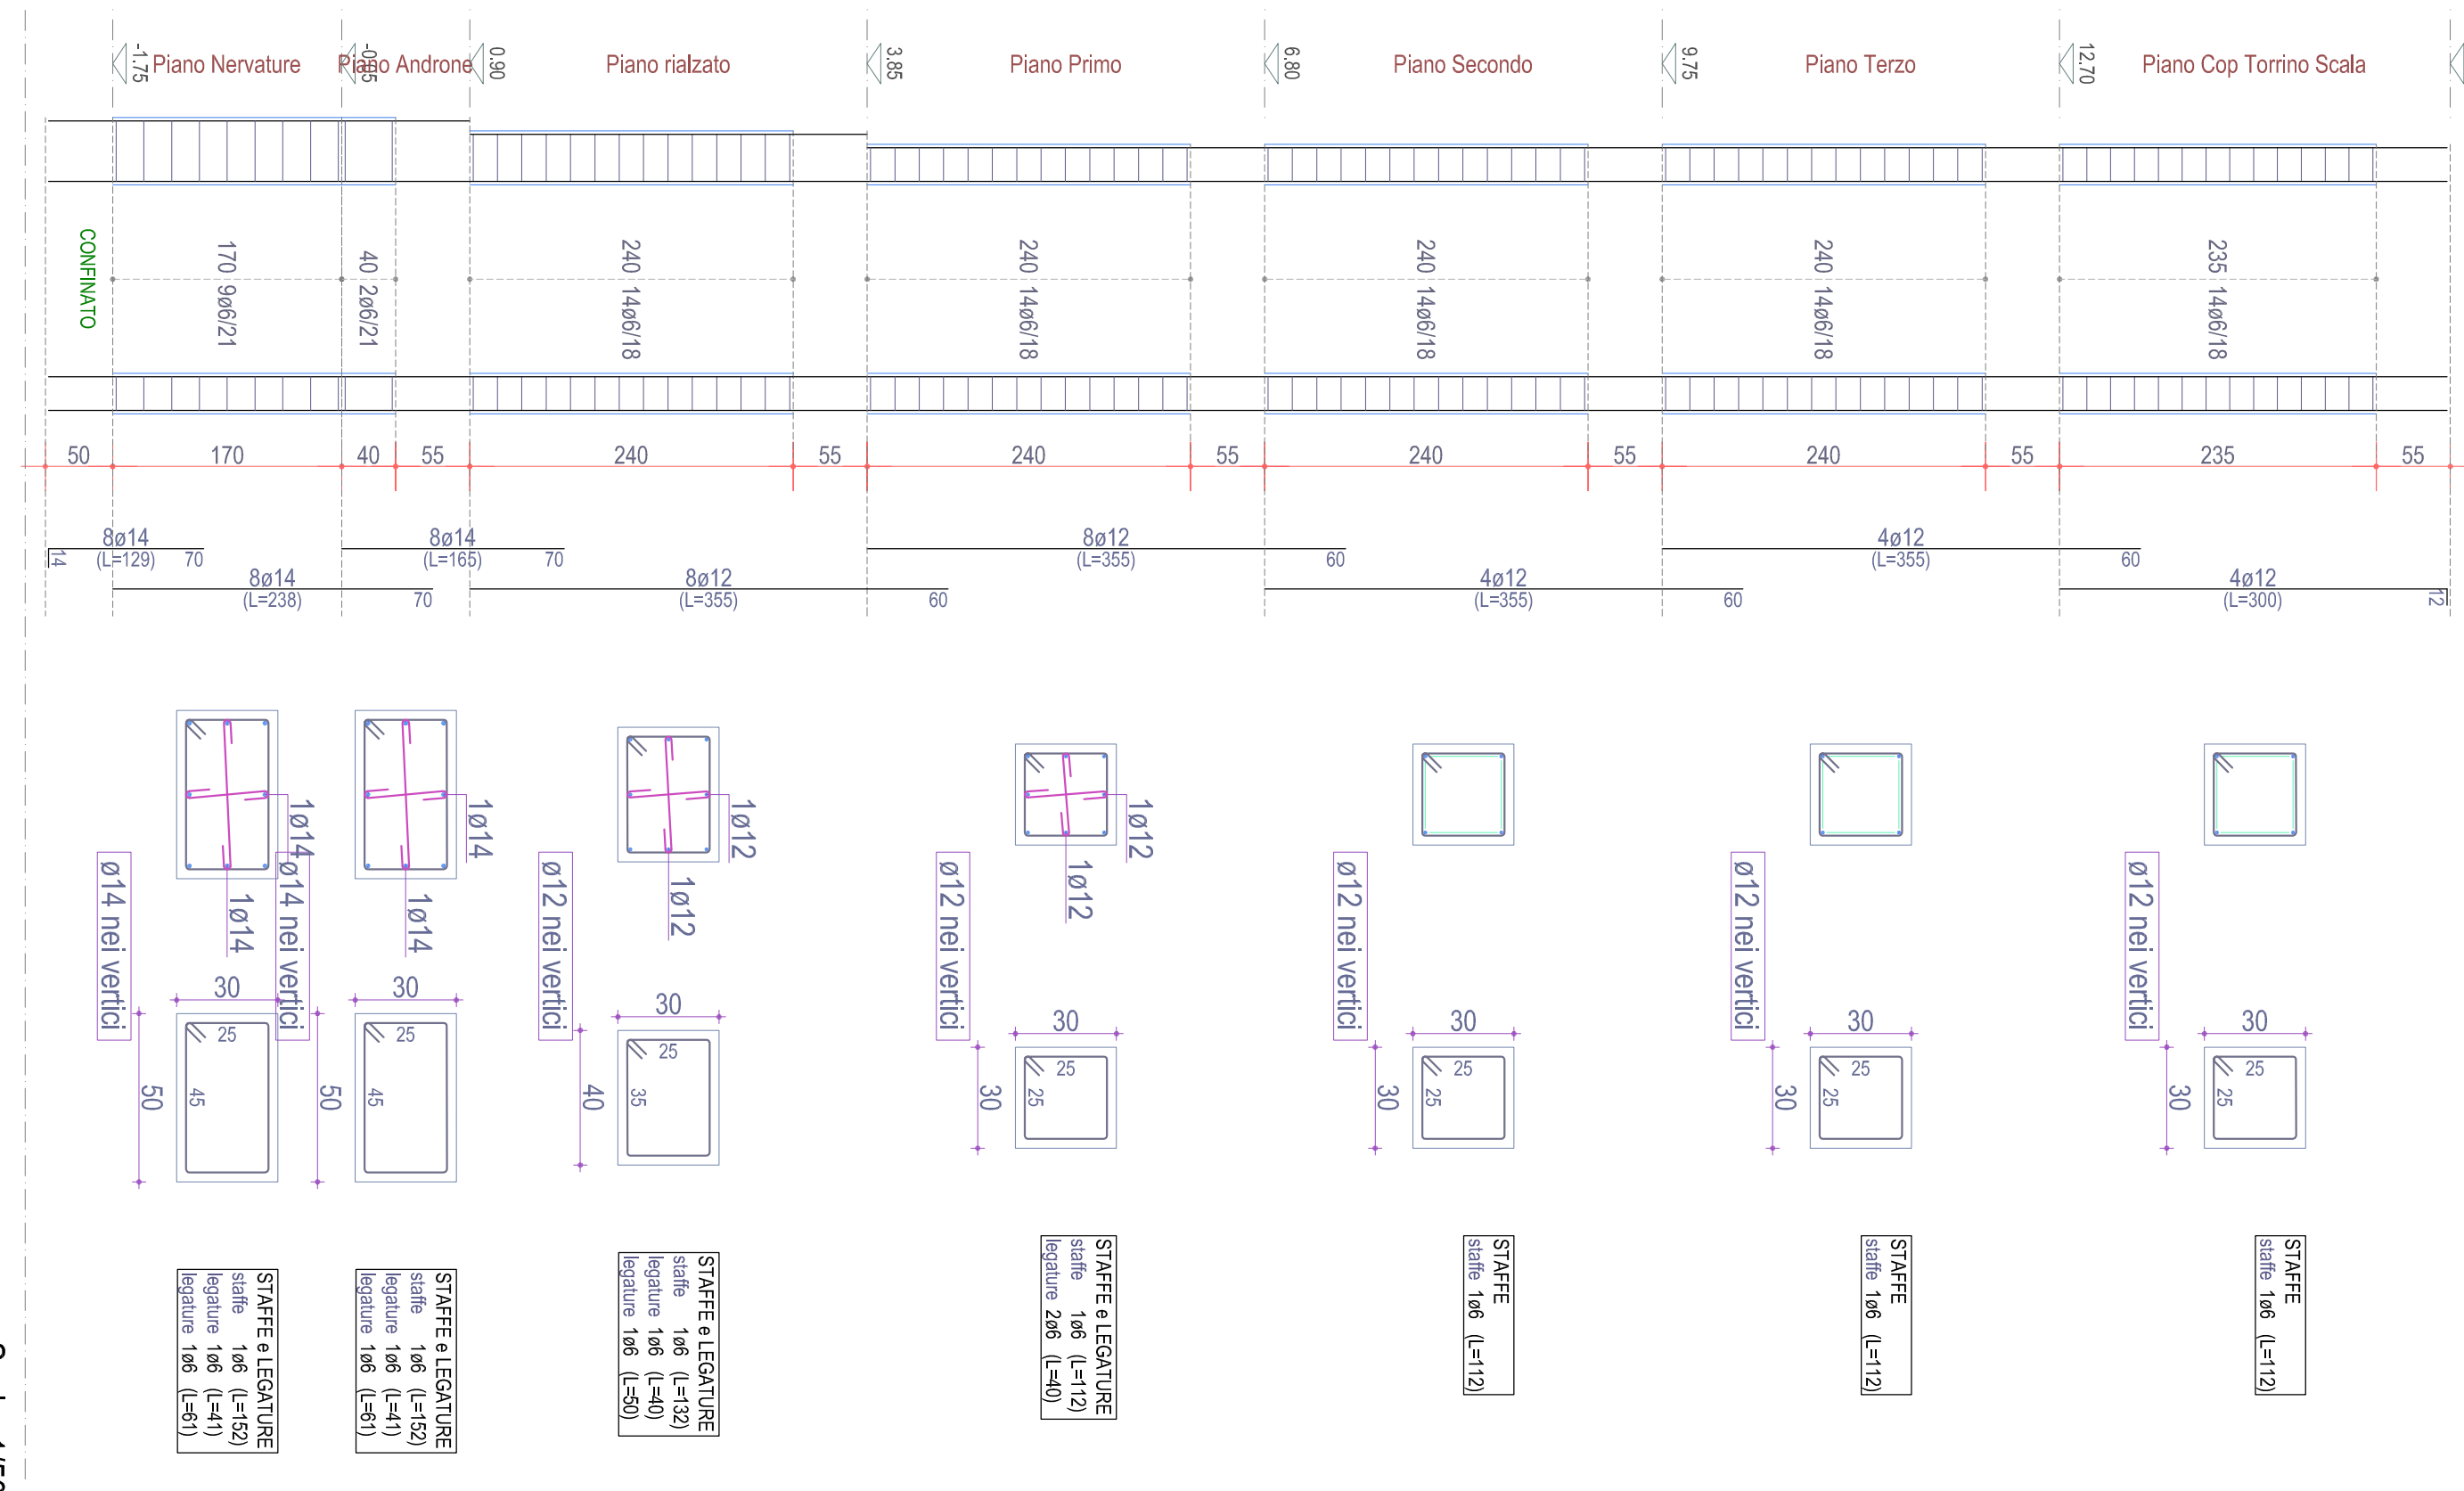 -1.75
Piano Nervature
Piano Androne
0.90
Piano rialzato
3.85
Piano Primo
6.80
Piano Secondo
9.75
Piano Terzo
12.70
Piano Cop Torrino Scala
CONFINATO
170 9ø6/21
40 2ø6/21
240 14ø6/18
240 14ø6/18
240 14ø6/18
240 14ø6/18
235 14ø6/18
50 170 40 55 240 55 240 55 240 55 240 55 235 55
14
8ø14
(L=129) 70
8ø14
(L=165) 70
8ø12
(L=355) 60
4ø12
(L=355) 60
8ø14
(L=238) 70
8ø12
(L=355) 60
4ø12
(L=355) 60
4ø12
(L=300) 12
1ø14
1ø14
ø14 nei vertici
1ø14
1ø14
ø14 nei vertici
1ø12
1ø12
ø12 nei vertici
1ø12
1ø12
ø12 nei vertici
ø12 nei vertici
ø12 nei vertici
ø12 nei vertici
30
25
45
50
30
25
45
50
30
25
35
40
30
25
25
30
30
25
25
30
30
25
25
30
30
25
25
30
STAFFE e LEGATURE
staffe 1ø6 (L=152)
legature 1ø6 (L=41)
legature 1ø6 (L=61)
STAFFE e LEGATURE
staffe 1ø6 (L=152)
legature 1ø6 (L=41)
legature 1ø6 (L=61)
STAFFE e LEGATURE
staffe 1ø6 (L=132)
legature 1ø6 (L=40)
legature 1ø6 (L=50)
STAFFE e LEGATURE
staffe 1ø6 (L=112)
legature 2ø6 (L=40)
STAFFE
staffe 1ø6 (L=112)
STAFFE
staffe 1ø6 (L=112)
STAFFE
staffe 1ø6 (L=112)